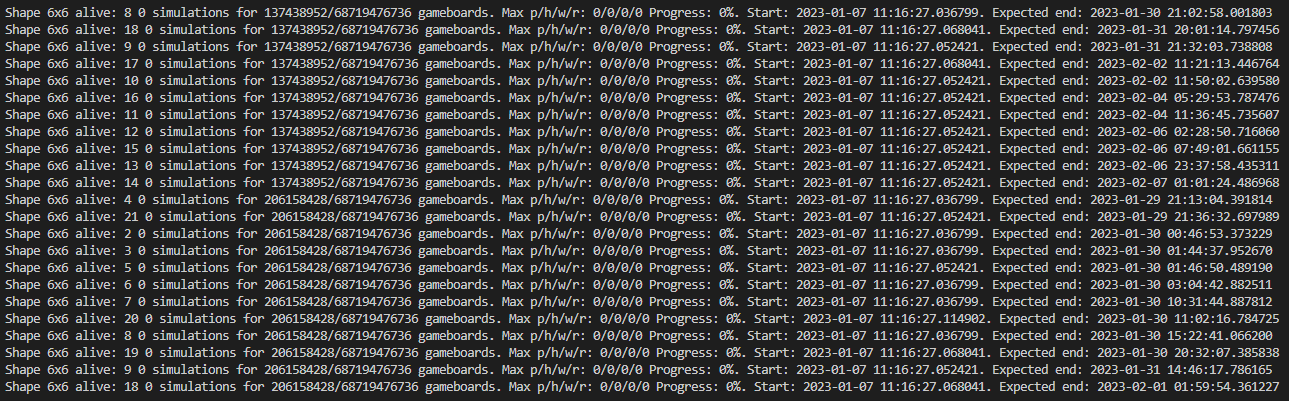 Shape 6x6 alive: 8 0 simulations for 137438952/68719476736 gameboards. Max p/h/w/r: 0/0/0/0 Progress: 0%. Start: 2023-01-07 11:16:27.036799. Expected end: 2023-01-30 21:02:58.001803
Shape 6x6 alive: 18 0 simulations for 137438952/68719476736 gameboards. Max p/h/w/r: 0/0/0/0 Progress: 0%. Start: 2023-01-07 11:16:27.068041. Expected end: 2023-01-31 20:01:14.797456
Shape 6x6 alive: 9 0 simulations for 137438952/68719476736 gameboards. Max p/h/w/r: 0/0/0/0 Progress: 0%. Start: 2023-01-07 11:16:27.052421. Expected end: 2023-01-31 21:32:03.738808
Shape 6x6 alive: 17 0 simulations for 137438952/68719476736 gameboards. Max p/h/w/r: 0/0/0/0 Progress: 0%. Start: 2023-01-07 11:16:27.068041. Expected end: 2023-02-02 11:21:13.446764
Shape 6x6 alive: 10 0 simulations for 137438952/68719476736 gameboards. Max p/h/w/r: 0/0/0/0 Progress: 0%. Start: 2023-01-07 11:16:27.052421. Expected end: 2023-02-02 11:50:02.639580
Shape 6x6 alive: 16 0 simulations for 137438952/68719476736 gameboards. Max p/h/w/r: 0/0/0/0 Progress: 0%. Start: 2023-01-07 11:16:27.052421. Expected end: 2023-02-04 05:29:53.787476
Shape 6x6 alive: 11 0 simulations for 137438952/68719476736 gameboards. Max p/h/w/r: 0/0/0/0 Progress: 0%. Start: 2023-01-07 11:16:27.052421. Expected end: 2023-02-04 11:36:45.735607
Shape 6x6 alive: 12 0 simulations for 137438952/68719476736 gameboards. Max p/h/w/r: 0/0/0/0 Progress: 0%. Start: 2023-01-07 11:16:27.052421. Expected end: 2023-02-06 02:28:50.716060
Shape 6x6 alive: 15 0 simulations for 137438952/68719476736 gameboards. Max p/h/w/r: 0/0/0/0 Progress: 0%. Start: 2023-01-07 11:16:27.052421. Expected end: 2023-02-06 07:49:01.661155
Shape 6x6 alive: 13 0 simulations for 137438952/68719476736 gameboards. Max p/h/w/r: 0/0/0/0 Progress: 0%. Start: 2023-01-07 11:16:27.052421. Expected end: 2023-02-06 23:37:58.435311
Shape 6x6 alive: 14 0 simulations for 137438952/68719476736 gameboards. Max p/h/w/r: 0/0/0/0 Progress: 0%. Start: 2023-01-07 11:16:27.052421. Expected end: 2023-02-07 01:01:24.486968
Shape 6x6 alive: 4 0 simulations for 206158428/68719476736 gameboards. Max p/h/w/r: 0/0/0/0 Progress: 0%. Start: 2023-01-07 11:16:27.036799. Expected end: 2023-01-29 21:13:04.391814
Shape 6x6 alive: 21 0 simulations for 206158428/68719476736 gameboards. Max p/h/w/r: 0/0/0/0 Progress: 0%. Start: 2023-01-07 11:16:27.052421. Expected end: 2023-01-29 21:36:32.697989
Shape 6x6 alive: 2 0 simulations for 206158428/68719476736 gameboards. Max p/h/w/r: 0/0/0/0 Progress: 0%. Start: 2023-01-07 11:16:27.036799. Expected end: 2023-01-30 00:46:53.373229
Shape 6x6 alive: 3 0 simulations for 206158428/68719476736 gameboards. Max p/h/w/r: 0/0/0/0 Progress: 0%. Start: 2023-01-07 11:16:27.036799. Expected end: 2023-01-30 01:44:37.952670
Shape 6x6 alive: 5 0 simulations for 206158428/68719476736 gameboards. Max p/h/w/r: 0/0/0/0 Progress: 0%. Start: 2023-01-07 11:16:27.052421. Expected end: 2023-01-30 01:46:50.489190
Shape 6x6 alive: 6 0 simulations for 206158428/68719476736 gameboards. Max p/h/w/r: 0/0/0/0 Progress: 0%. Start: 2023-01-07 11:16:27.036799. Expected end: 2023-01-30 03:04:42.882511
Shape 6x6 alive: 7 0 simulations for 206158428/68719476736 gameboards. Max p/h/w/r: 0/0/0/0 Progress: 0%. Start: 2023-01-07 11:16:27.036799. Expected end: 2023-01-30 10:31:44.887812
Shape 6x6 alive: 20 0 simulations for 206158428/68719476736 gameboards. Max p/h/w/r: 0/0/0/0 Progress: 0%. Start: 2023-01-07 11:16:27.114902. Expected end: 2023-01-30 11:02:16.784725
Shape 6x6 alive: 8 0 simulations for 206158428/68719476736 gameboards. Max p/h/w/r: 0/0/0/0 Progress: 0%. Start: 2023-01-07 11:16:27.036799. Expected end: 2023-01-30 15:22:41.066200
Shape 6x6 alive: 19 0 simulations for 206158428/68719476736 gameboards. Max p/h/w/r: 0/0/0/0 Progress: 0%. Start: 2023-01-07 11:16:27.068041. Expected end: 2023-01-30 20:32:07.385838
Shape 6x6 alive: 9 0 simulations for 206158428/68719476736 gameboards. Max p/h/w/r: 0/0/0/0 Progress: 0%. Start: 2023-01-07 11:16:27.052421. Expected end: 2023-01-31 14:46:17.786165
Shape 6x6 alive: 18 0 simulations for 206158428/68719476736 gameboards. Max p/h/w/r: 0/0/0/0 Progress: 0%. Start: 2023-01-07 11:16:27.068041. Expected end: 2023-02-01 01:59:54.361227